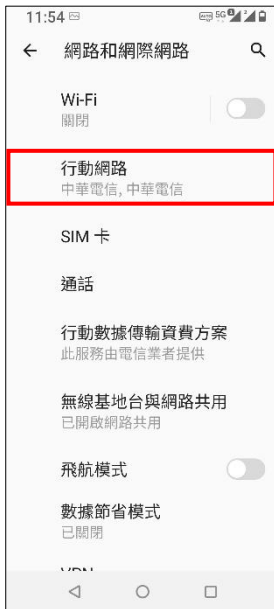 11:54
5G
網路和網際網路
Wi-Fi
關閉
行動網路
中華電信, 中華電信
SIM 卡
通話
行動數據傳輸資費方案
此服務由電信業者提供
無線基地台與網路共用
已開啟網路共用
飛航模式
數據節省模式
已關閉
VPN